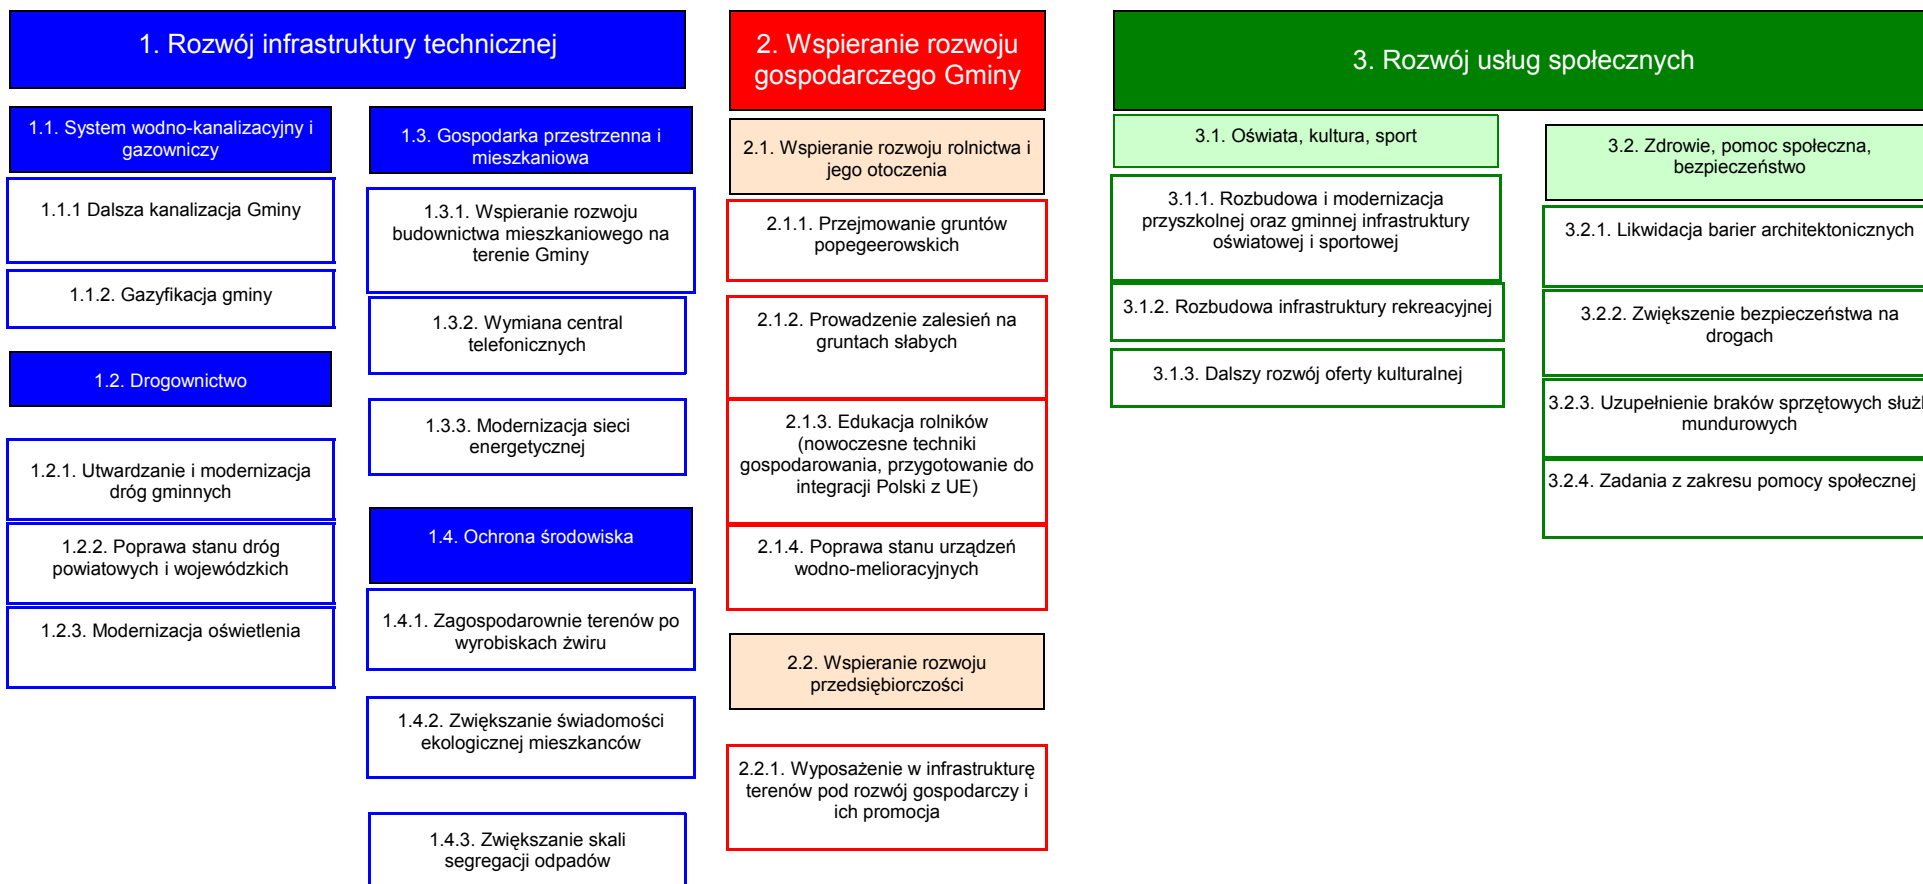 1. Rozwój infrastruktury technicznej
1.1. System wodno-kanalizacyjny i
gazowniczy
1.1.1 Dalsza kanalizacja Gminy
1.1.2. Gazyfikacja gminy
1.2. Drogownictwo
1.2.1. Utwardzanie i modernizacja
dróg gminnych
1.2.2. Poprawa stanu dróg
powiatowych i wojewódzkich
1.2.3. Modernizacja oświetlenia
1.3. Gospodarka przestrzenna i
mieszkaniowa
1.3.1. Wspieranie rozwoju
budownictwa mieszkaniowego na
terenie Gminy
1.3.2. Wymiana central
telefonicznych
1.3.3. Modernizacja sieci
energetycznej
1.4. Ochrona środowiska
1.4.1. Zagospodarownie terenów po
wyrobiskach żwiru
1.4.2. Zwiększanie świadomości
ekologicznej mieszkanców
1.4.3. Zwiększanie skali
segregacji odpadów
2. Wspieranie rozwoju
gospodarczego Gminy
2.1. Wspieranie rozwoju rolnictwa i
jego otoczenia
2.1.1. Przejmowanie gruntów
popegeerowskich
2.1.2. Prowadzenie zalesień na
gruntach słabych
2.1.3. Edukacja rolników
(nowoczesne techniki
gospodarowania, przygotowanie do
integracji Polski z UE)
2.1.4. Poprawa stanu urządzeń
wodno-melioracyjnych
2.2. Wspieranie rozwoju
przedsiębiorczości
2.2.1. Wyposażenie w infrastrukturę
terenów pod rozwój gospodarczy i
ich promocja
3. Rozwój usług społecznych
3.1. Oświata, kultura, sport
3.1.1. Rozbudowa i modernizacja
przyszkolnej oraz gminnej infrastruktury
oświatowej i sportowej
3.1.2. Rozbudowa infrastruktury rekreacyjnej
3.1.3. Dalszy rozwój oferty kulturalnej
3.2. Zdrowie, pomoc społeczna,
bezpieczeństwo
3.2.1. Likwidacja barier architektonicznych
3.2.2. Zwiększenie bezpieczeństwa na
drogach
3.2.3. Uzupełnienie braków sprzętowych
mundurowych
3.2.4. Zadania z zakresu pomocy społecznej